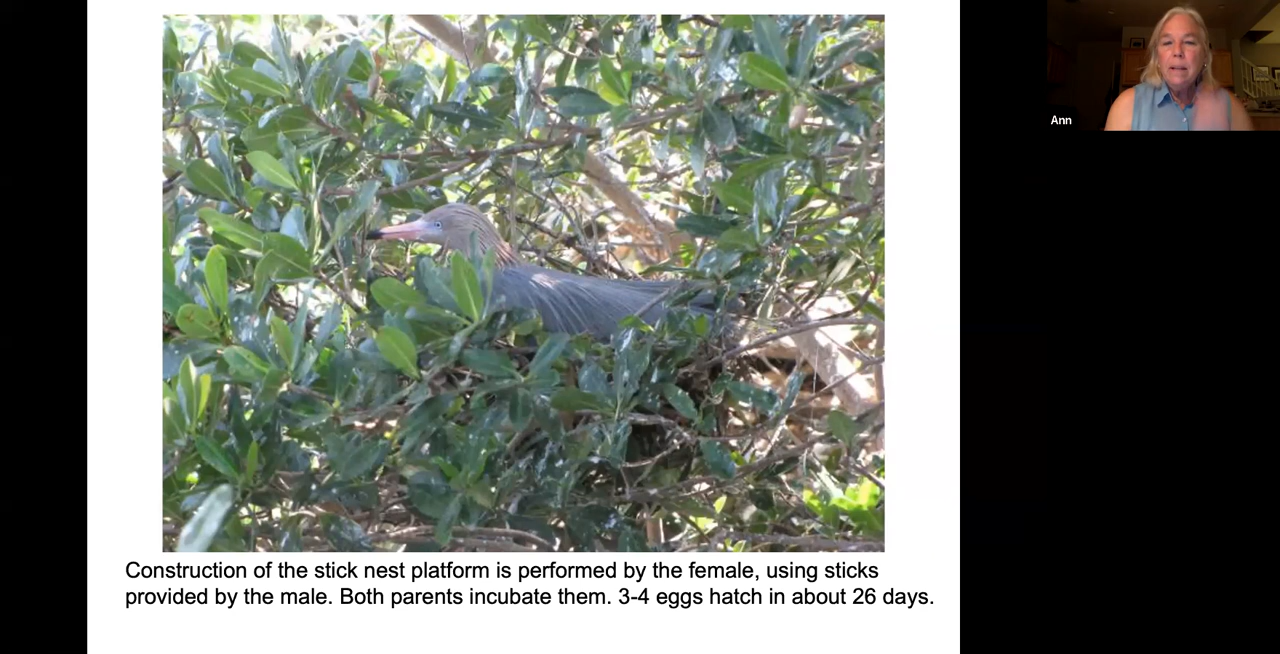 Ann
Construction of the stick nest platform is performed by the female, using sticks
provided by the male. Both parents incubate them. 3-4 eggs hatch in about 26 days.